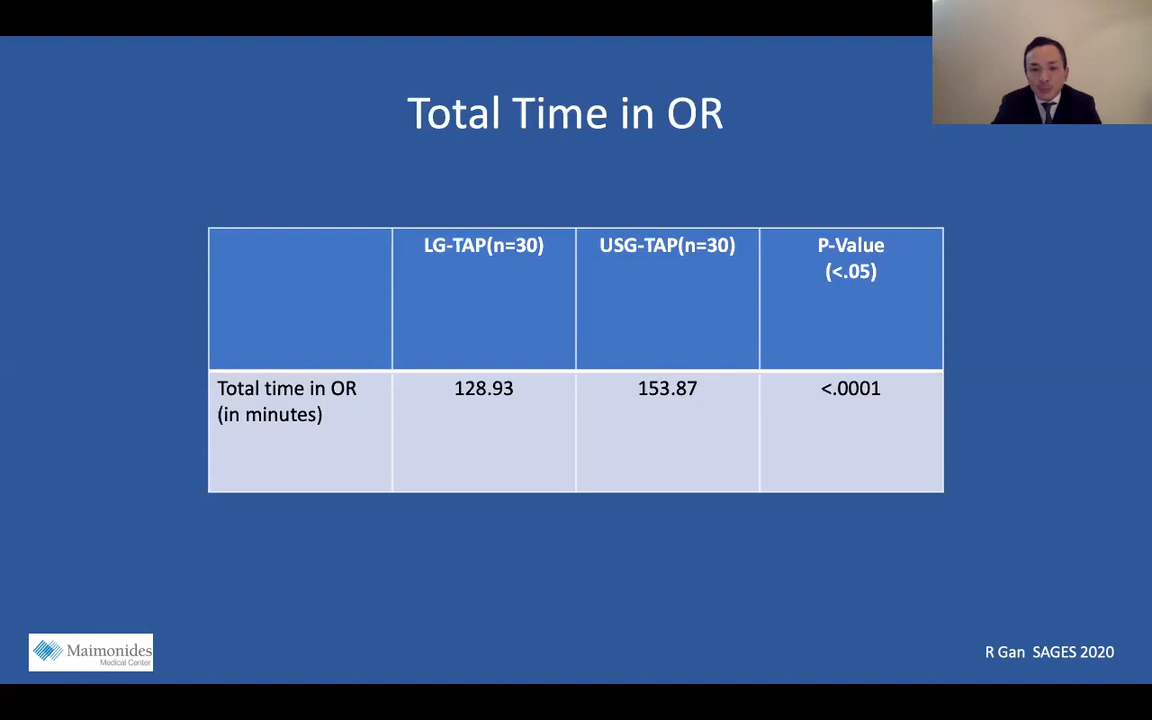 Total Time in OR
LG-TAP(n=30)
USG-TAP(n=30)
P-Value
(<.05)
Total time in OR
(in minutes)
128.93
153.87
<.0001
Maimonides
Medical Center
R Gan SAGES 2020